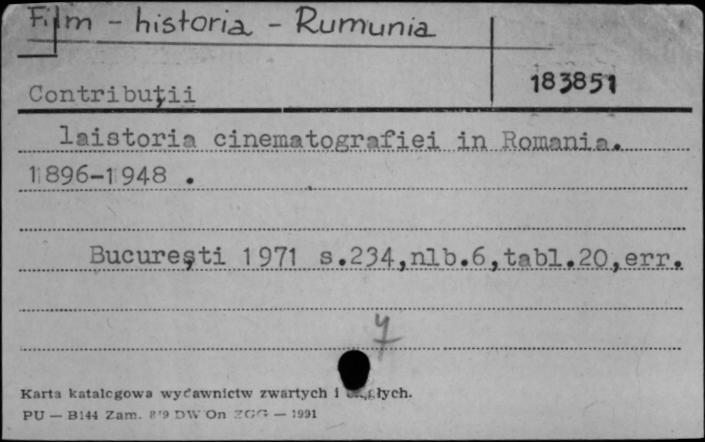 Film - historia - Rumunia
183851
Contribuţii
laistoria cinematografiei in Romania.
1896-1948 .
Bucureşti 1971 s.234,nlb.6,tabl.20,err.
y
Karta katalogowa wydawnictw zwartych i ciągłych.
PU — B144 Zam. 819 DW On ZGG — 1991